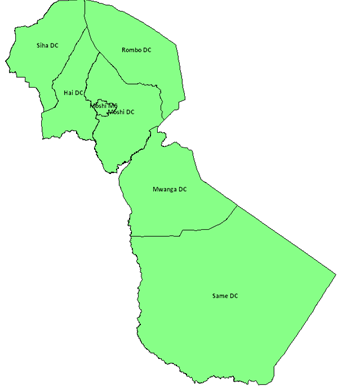 Siha DC
Rombo DC
Hai DC
Moshi MC
Moshi DC
Mwanga DC
Same DC